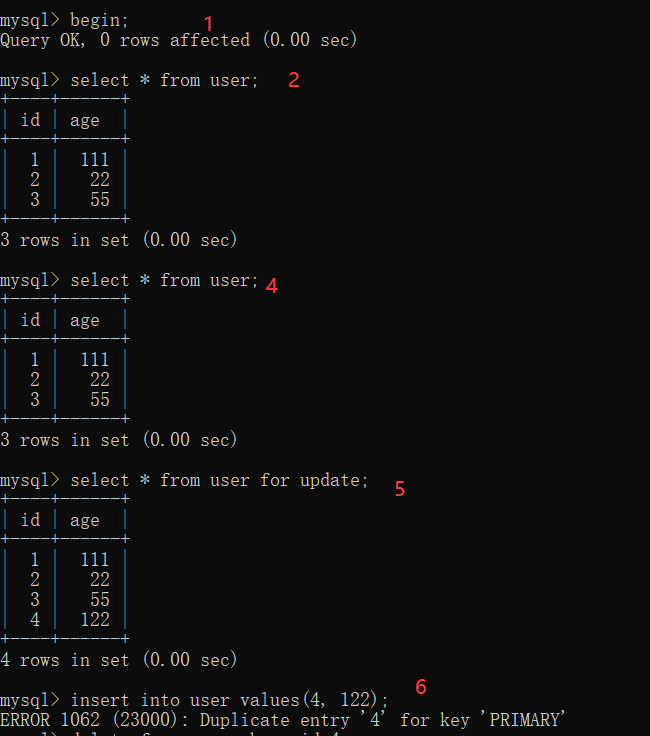 mysql> begin; 1
Query OK, 0 rows affected (0.00 sec)
mysql> select * from user; 2
+----+------+
| id | age  |
+----+------+
|  1 |  111 |
|  2 |   22 |
|  3 |   55 |
+----+------+
3 rows in set (0.00 sec)
mysql> select * from user; 4
+----+------+
| id | age  |
+----+------+
|  1 |  111 |
|  2 |   22 |
|  3 |   55 |
+----+------+
3 rows in set (0.00 sec)
mysql> select * from user for update; 5
+----+------+
| id | age  |
+----+------+
|  1 |  111 |
|  2 |   22 |
|  3 |   55 |
|  4 |  122 |
+----+------+
4 rows in set (0.00 sec)
mysql> insert into user values(4, 122); 6
ERROR 1062 (23000): Duplicate entry '4' for key 'PRIMARY'